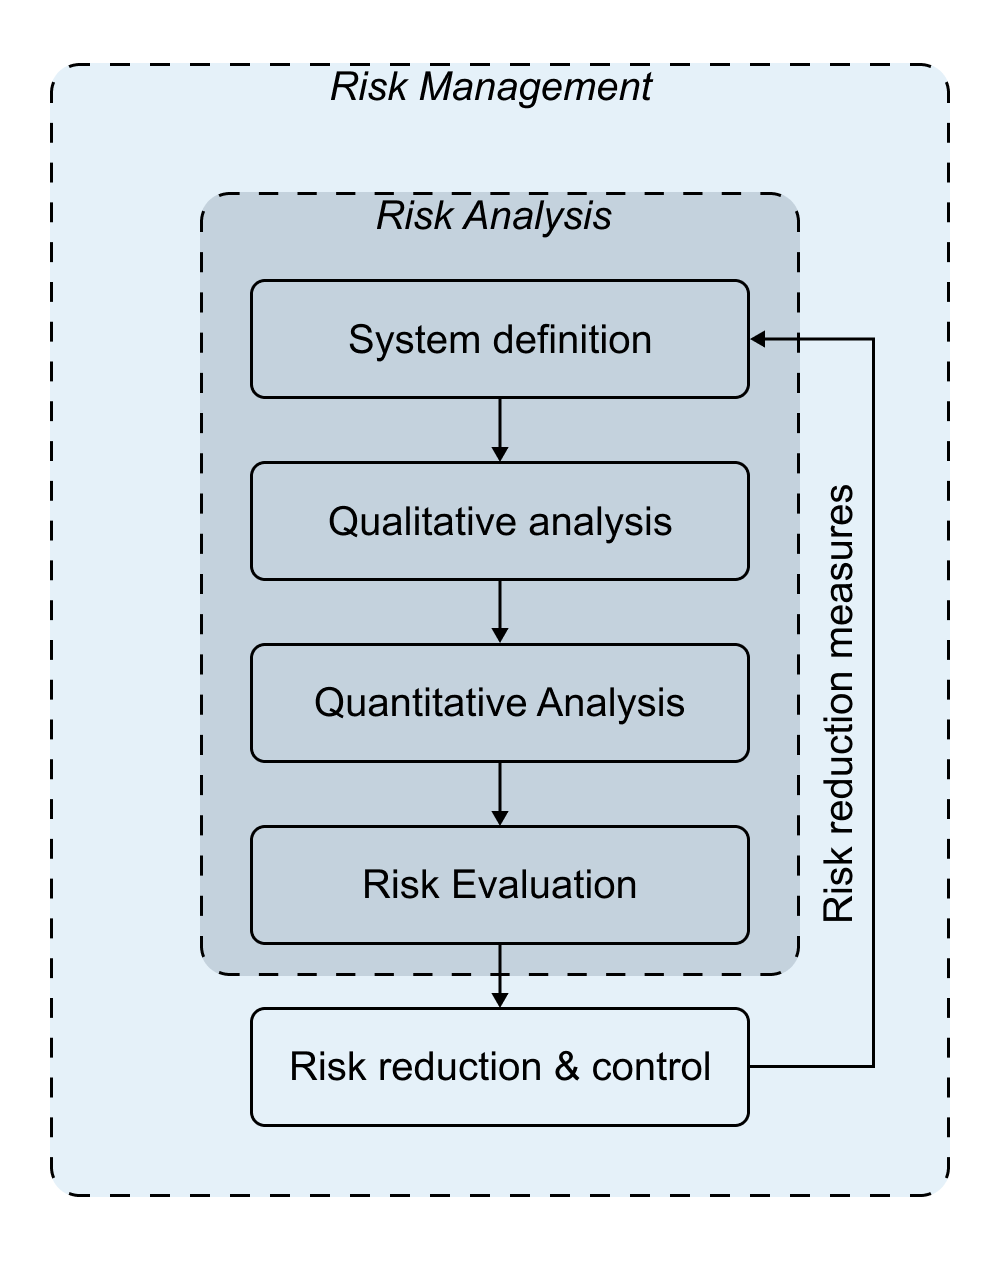 Risk Management
Risk Analysis
System definition
Qualitative analysis
Quantitative Analysis
Risk Evaluation
Risk reduction & control
Risk reduction measures